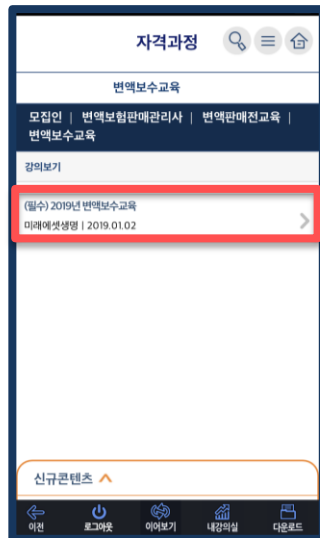 자격과정
변액보수교육
모집인 | 변액보험판매관리사 | 변액판매전교육 |
변액보수교육
강의보기
(필수) 2019년 변액보수교육
미래에셋생명 | 2019.01.02
신규콘텐츠
이전 로그아웃 이어보기 내강의실 다운로드